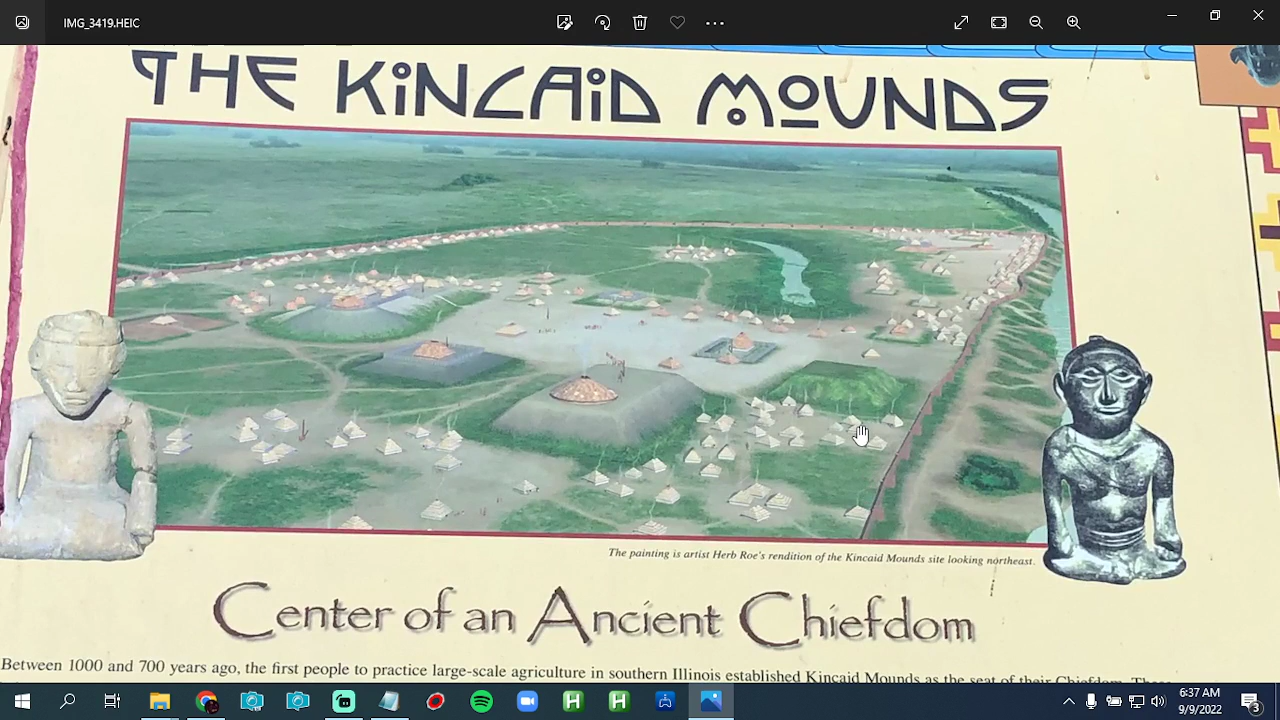 IMG_3419.HEIC
THE KINCAID MOUNDS
The painting is artist Herb Roe's rendition of the Kincaid Mounds site looking northeast.
Center of an Ancient Chiefdom
Between 1000 and 700 years ago, the first people to practice large-scale agriculture in southern Illinois established Kincaid Mounds as the seat of their Chiefdom. These
6:37 AM
9/9/2022
3